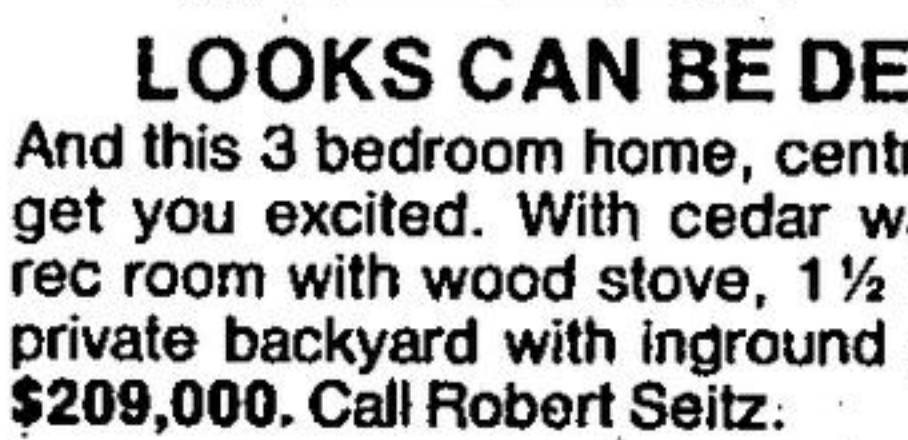 LOOKS CAN BE DE
And this 3 bedroom home, centr
get you excited. With cedar w
rec room with wood stove, 1 ½
private backyard with inground
$209,000. Call Robert Seitz.